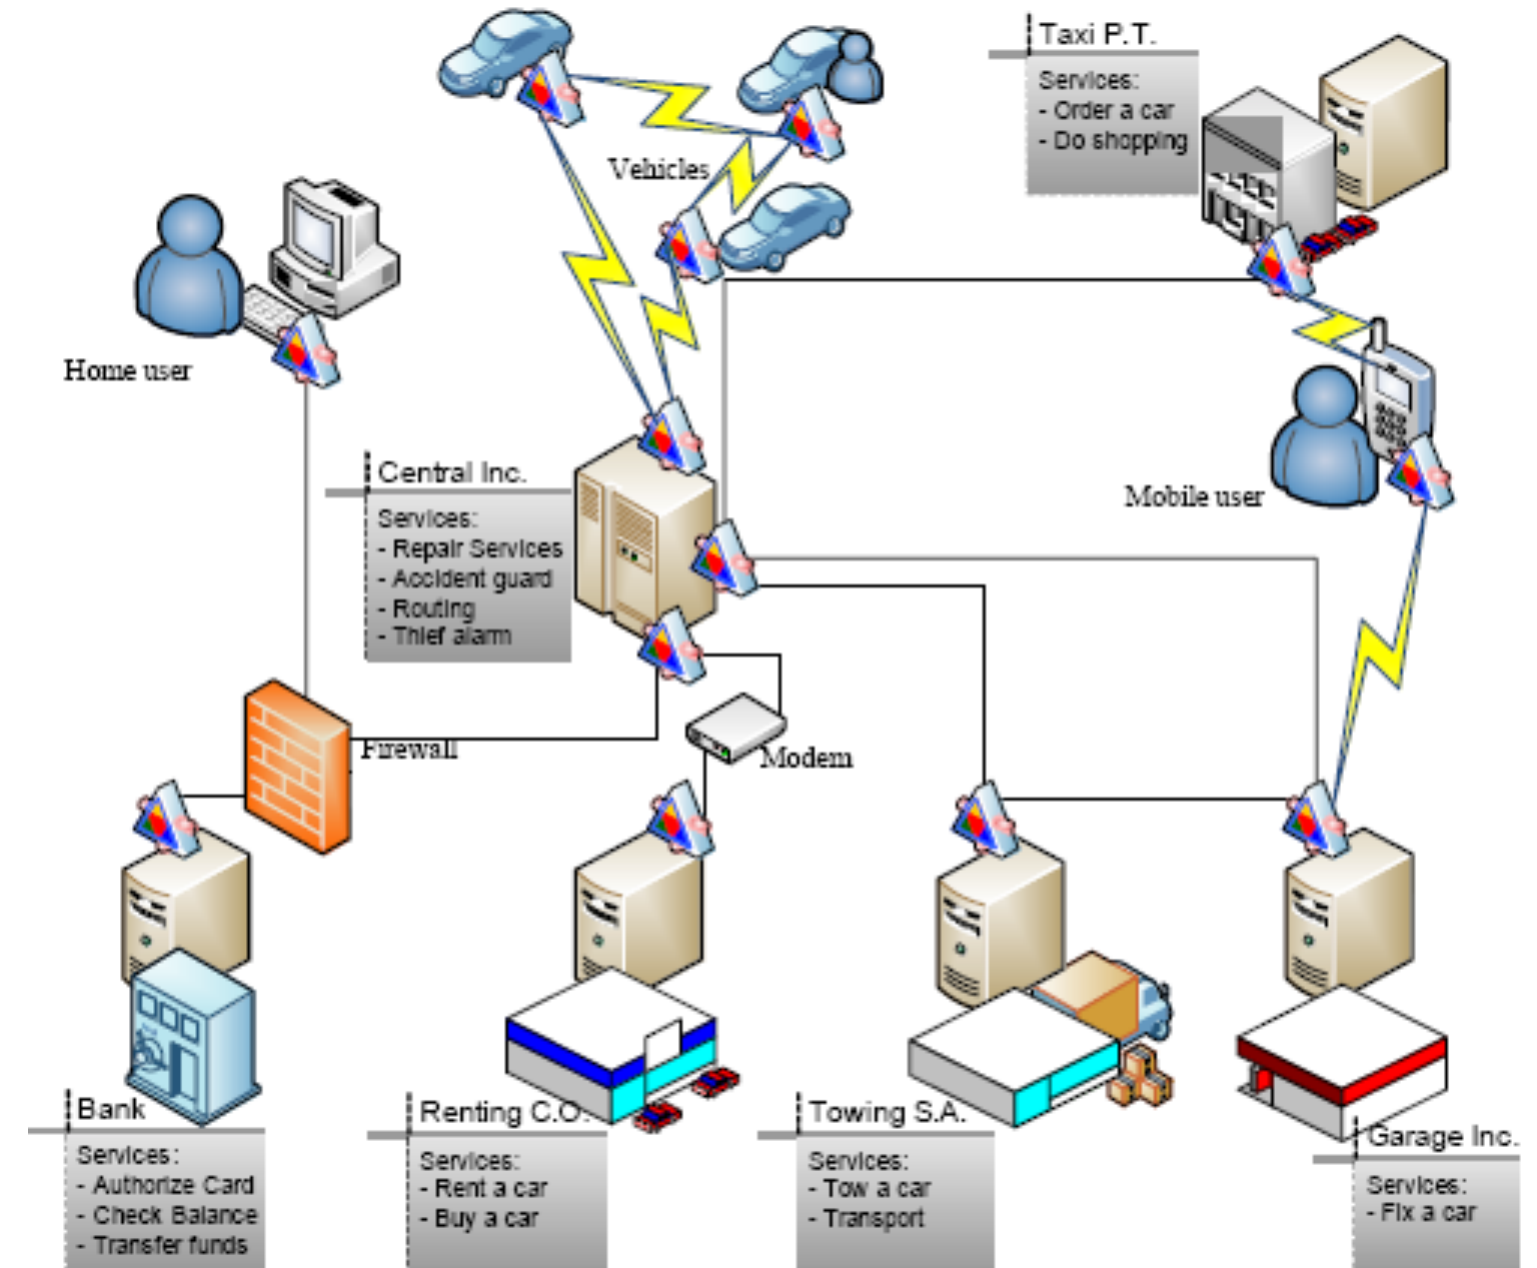 Taxi P.T.
Services:
- Order a car
- Do shopping
Vehicles
Home user
Mobile user
Central Inc.
Services:
- Repair Services
- Accident guard
- Routing
- Thief alarm
Firewall
Modem
Bank
Services:
- Authorize Card
- Check Balance
- Transfer funds
Renting C.O.
Services:
- Rent a car
- Buy a car
Towing S.A.
Services:
- Tow a car
- Transport
Garage Inc.
Services:
- Fix a car